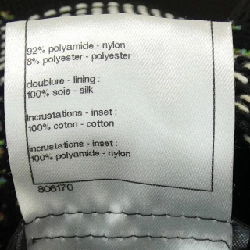 92% polyamide - nylon
8% polyester - polyester
doublure - lining :
100% soie - silk
Incrustations - inset :
100% coton - cotton
incrustations - inset :
100% polyamide - nylon
806170